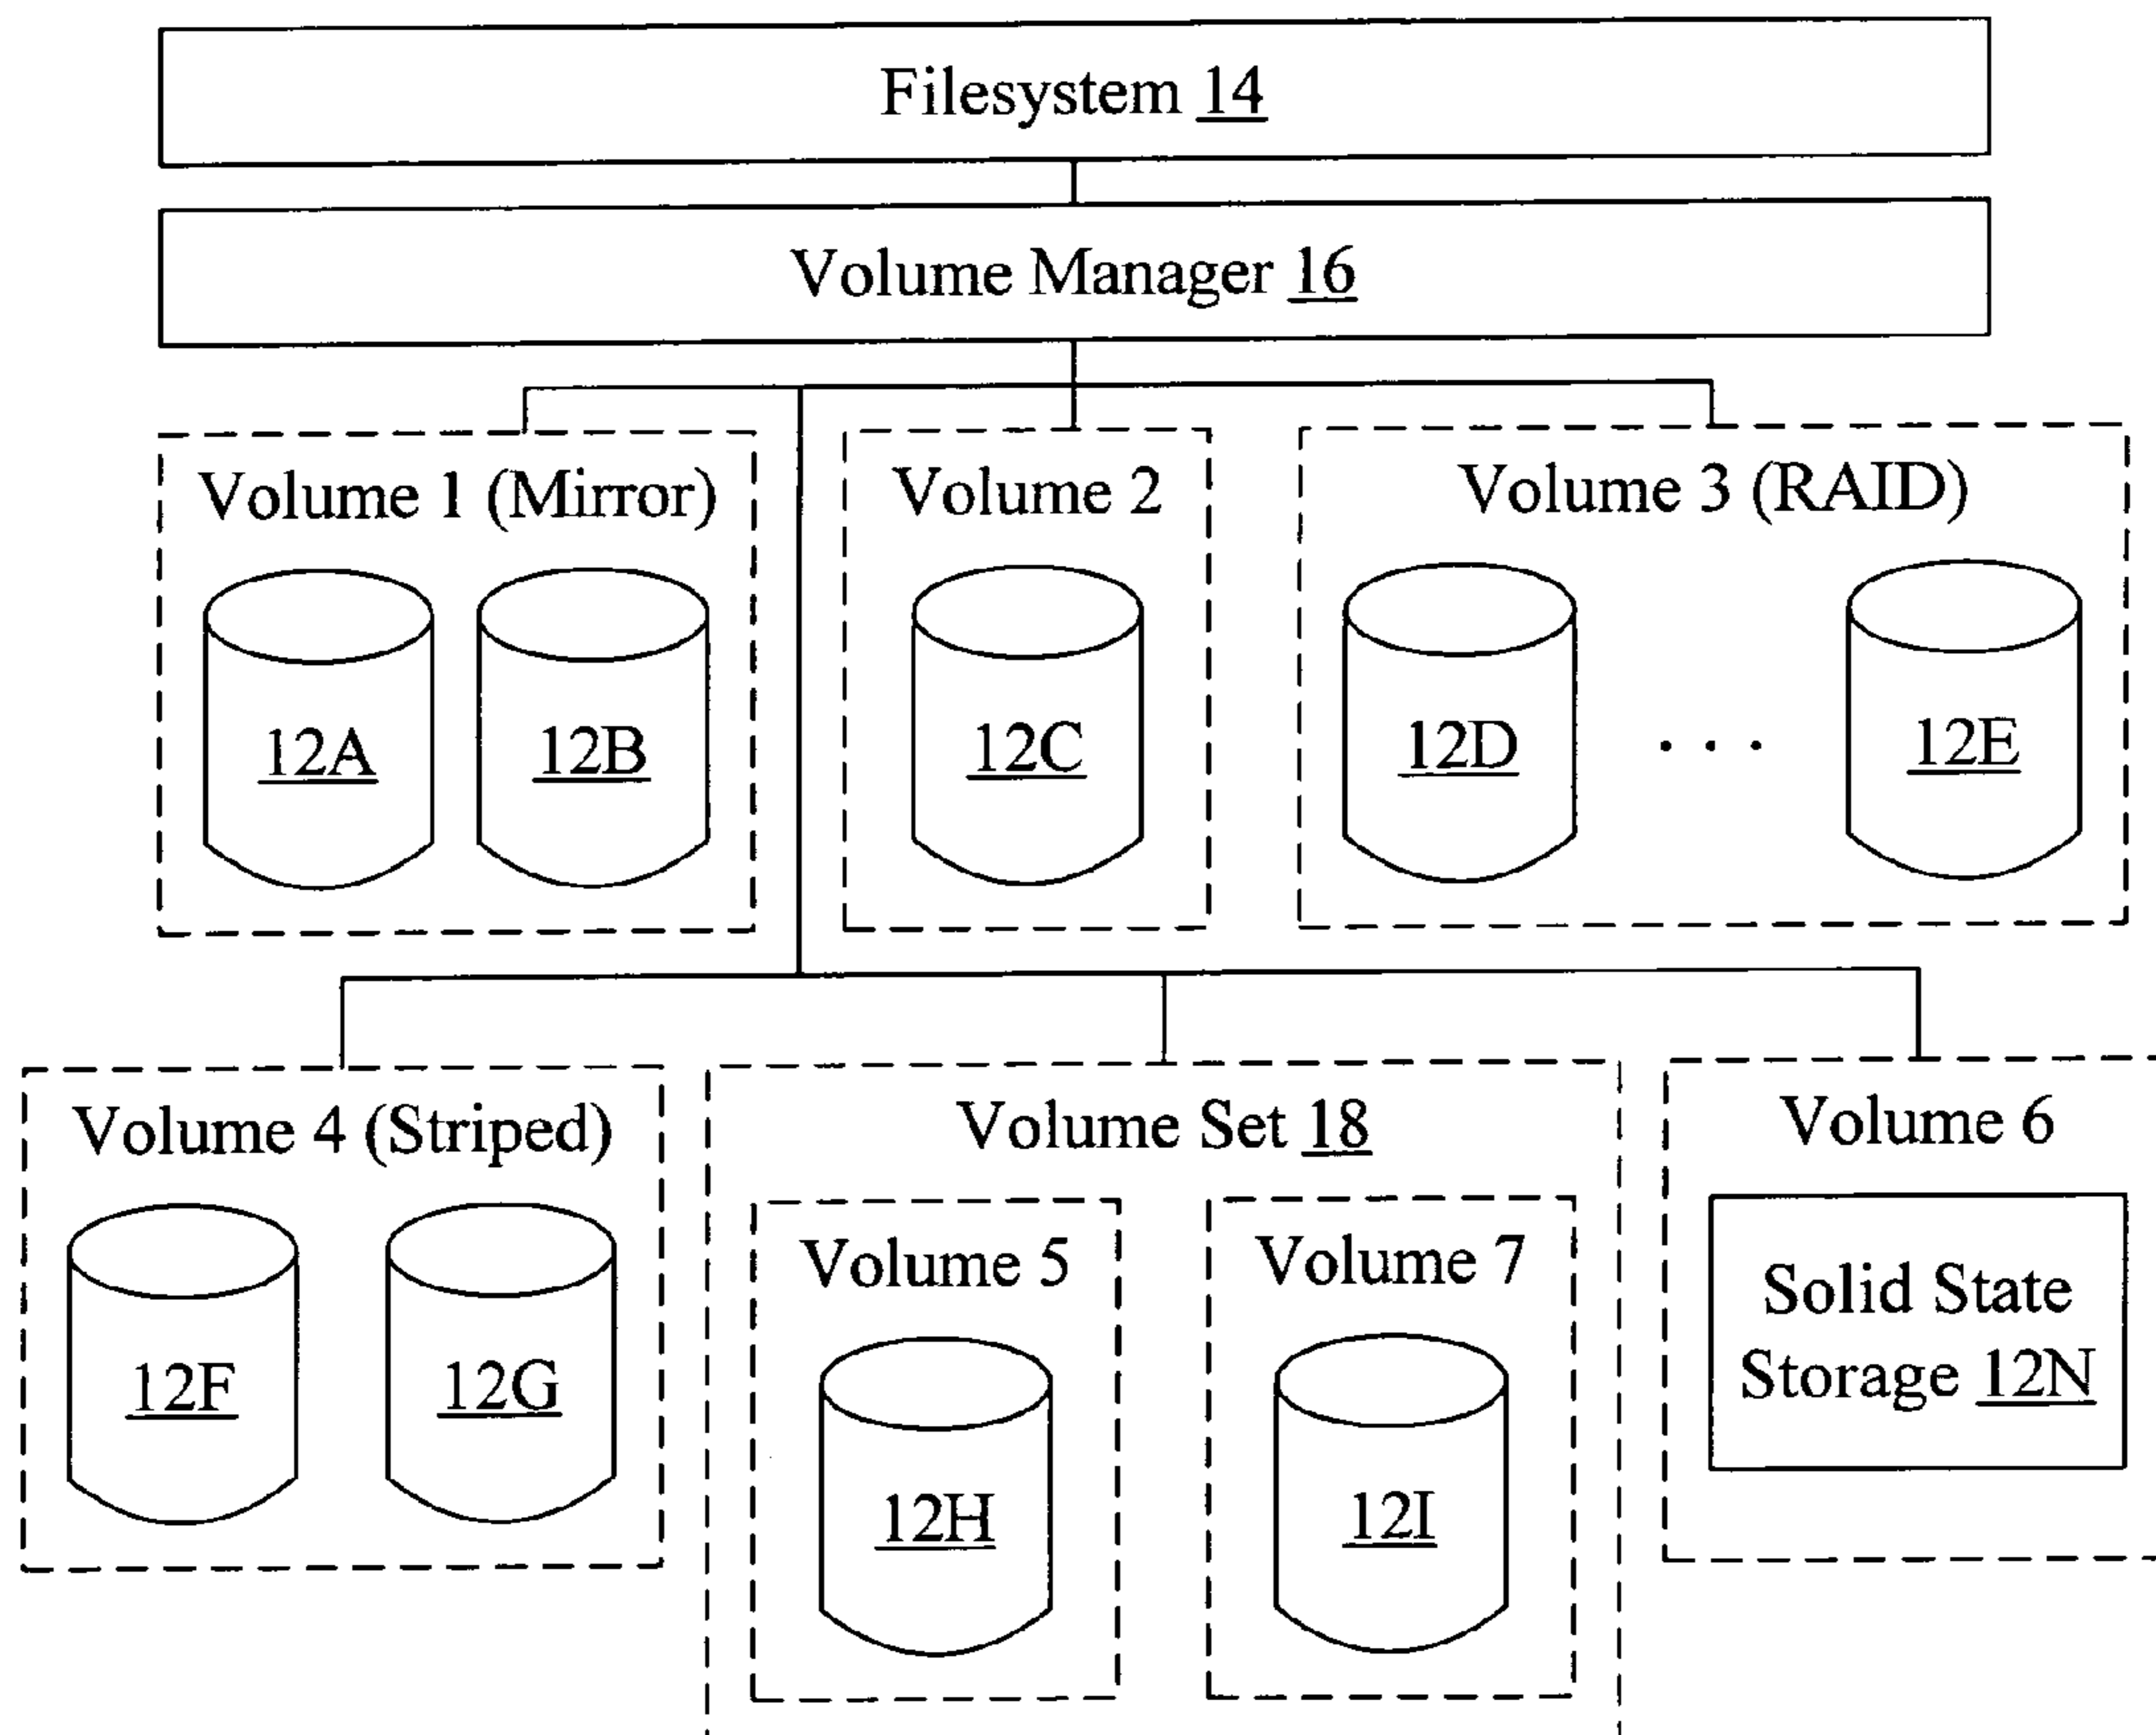 Filesystem 14
Volume Manager 16
Volume 1 (Mirror)
Volume 2
Volume 3 (RAID)
12A
12B
12C
12D
. . .
12E
Volume 4 (Striped)
Volume Set 18
Volume 6
Volume 5
Volume 7
Solid State
Storage 12N
12F
12G
12H
12I